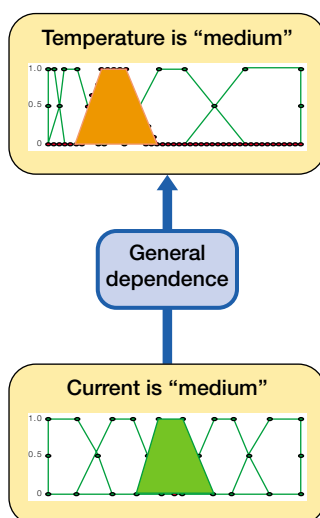 Temperature is “medium”
1.0
0.5
0
General
dependence
Current is “medium”
1.0
0.5
0